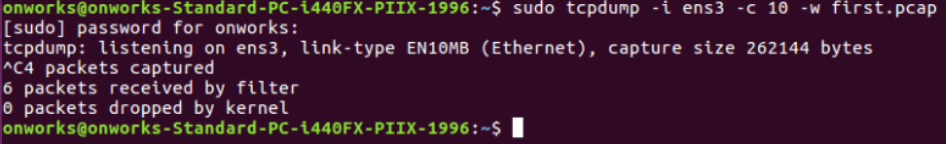 onworks@onworks-Standard-PC-i440FX-PIIX-1996:~$ sudo tcpdump -i ens3 -c 10 -w first.pcap
[sudo] password for onworks:
tcpdump: listening on ens3, link-type EN10MB (Ethernet), capture size 262144 bytes
^C4 packets captured
6 packets received by filter
0 packets dropped by kernel
onworks@onworks-Standard-PC-i440FX-PIIX-1996:~$